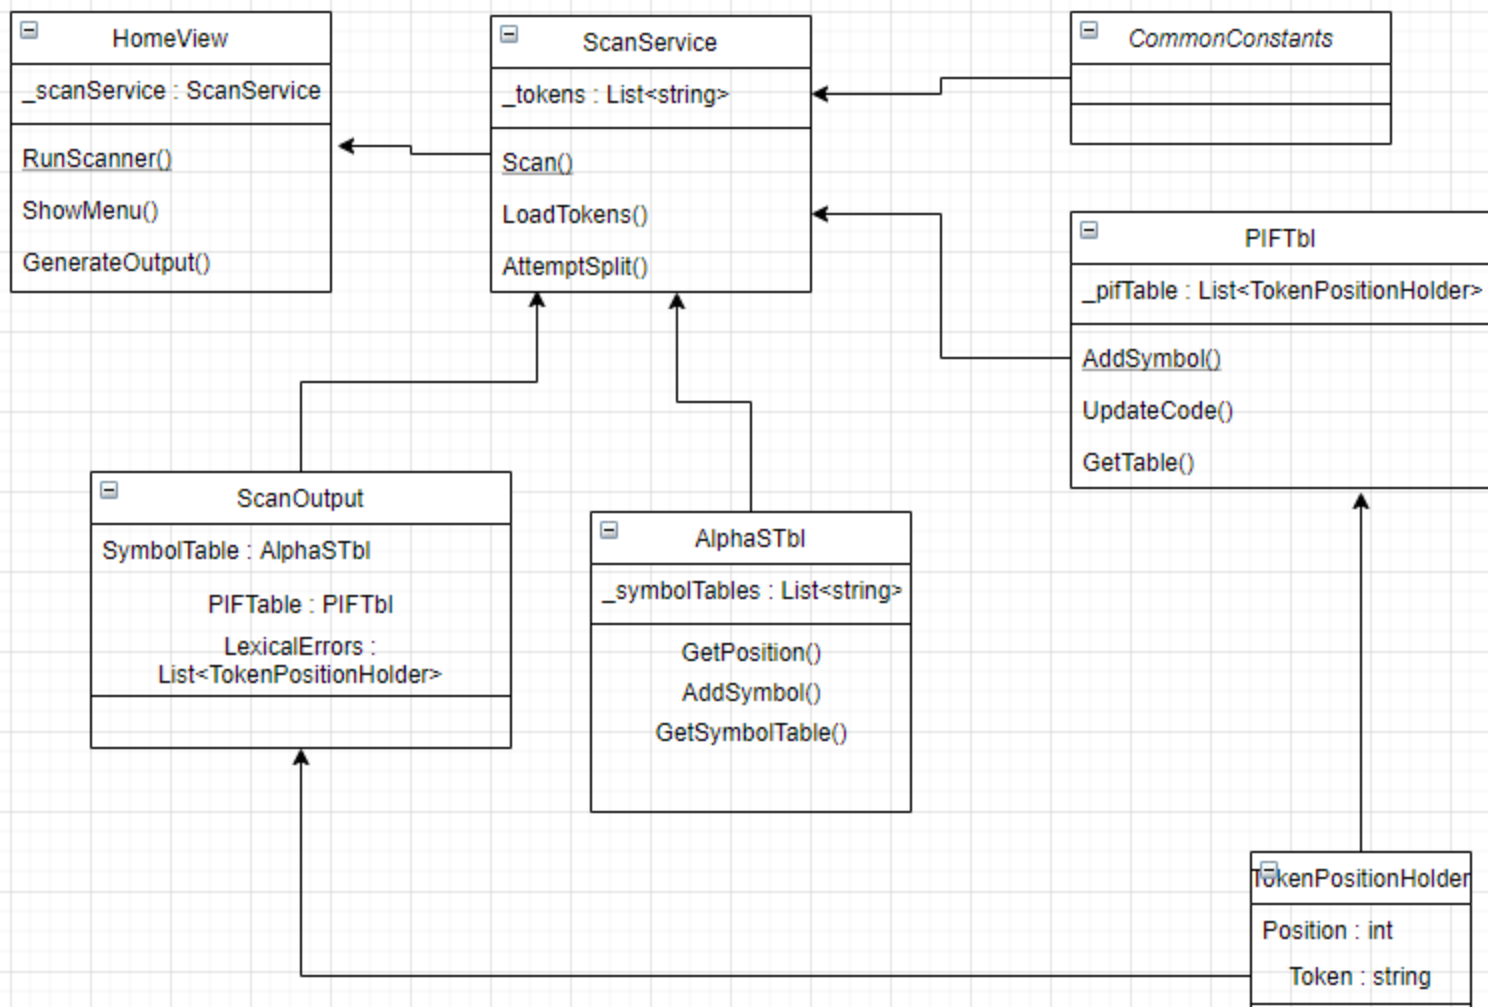 HomeView
_scanService : ScanService
RunScanner()
ShowMenu()
GenerateOutput()
ScanService
_tokens : List<string>
Scan()
LoadTokens()
AttemptSplit()
CommonConstants
PIFTbl
_pifTable : List<TokenPositionHolder>
AddSymbol()
UpdateCode()
GetTable()
ScanOutput
SymbolTable : AlphaSTbl
PIFTable : PIFTbl
LexicalErrors :
List<TokenPositionHolder>
AlphaSTbl
_symbolTables : List<string>
GetPosition()
AddSymbol()
GetSymbolTable()
TokenPositionHolder
Position : int
Token : string